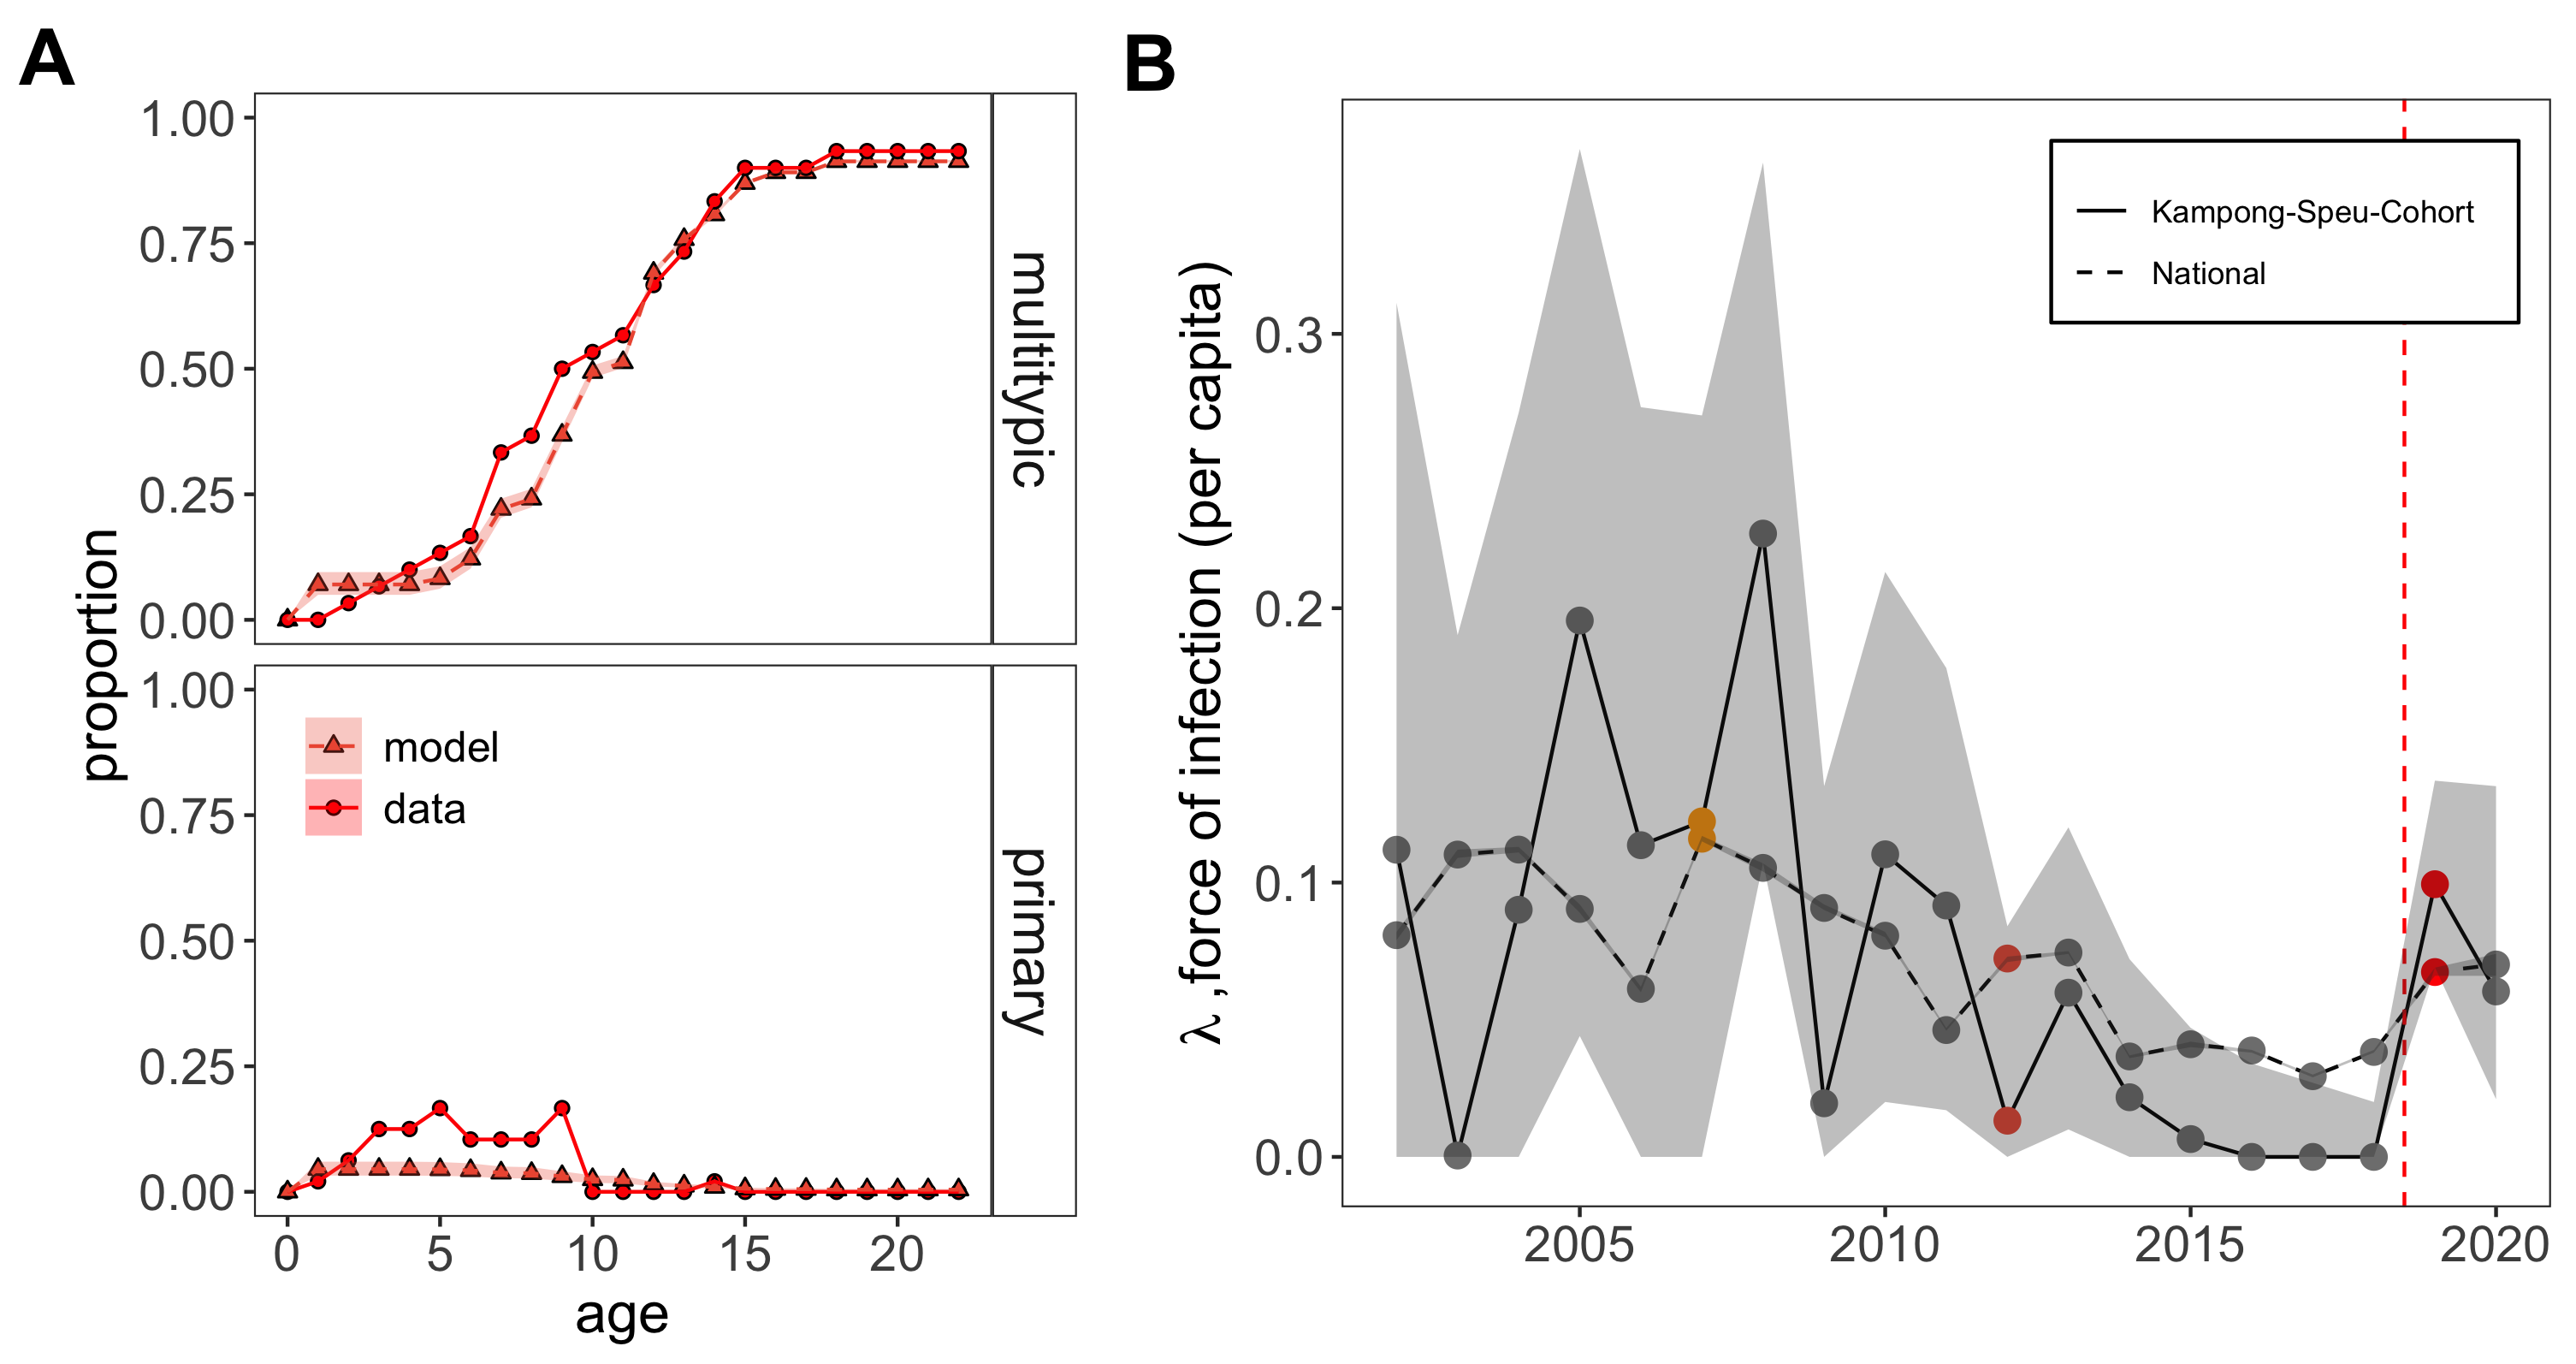 A
proportion
1.00
0.75
0.50
0.25
0.00
multitypic
1.00
0.75
0.50
0.25
0.00
primary
model
data
0 5 10 15 20
age
B
λ ,force of infection (per capita)
0.3
0.2
0.1
0.0
Kampong-Speu-Cohort
National
2005 2010 2015 2020